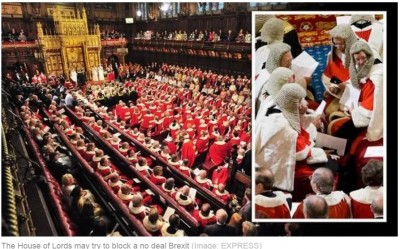 The House of Lords may try to block a no deal Brexit (Image: EXPRESS)